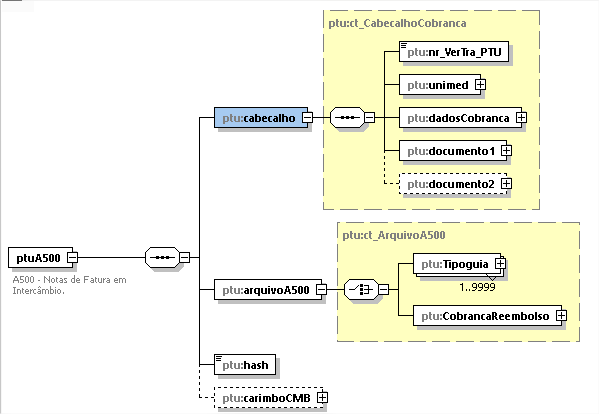 ptu:ct_CabecalhoCobranca
ptu:nr_VerTra_PTU
ptu:unimed
ptu:cabecalho
ptu:dadosCobranca
ptu:documento1
ptu:documento2
ptuA500
A500 - Notas de Fatura em
Intercâmbio.
ptu:ct_ArquivoA500
ptu:Tipoguia
1..9999
ptu:arquivoA500
ptu:CobrancaReembolso
ptu:hash
ptu:carimboCMB